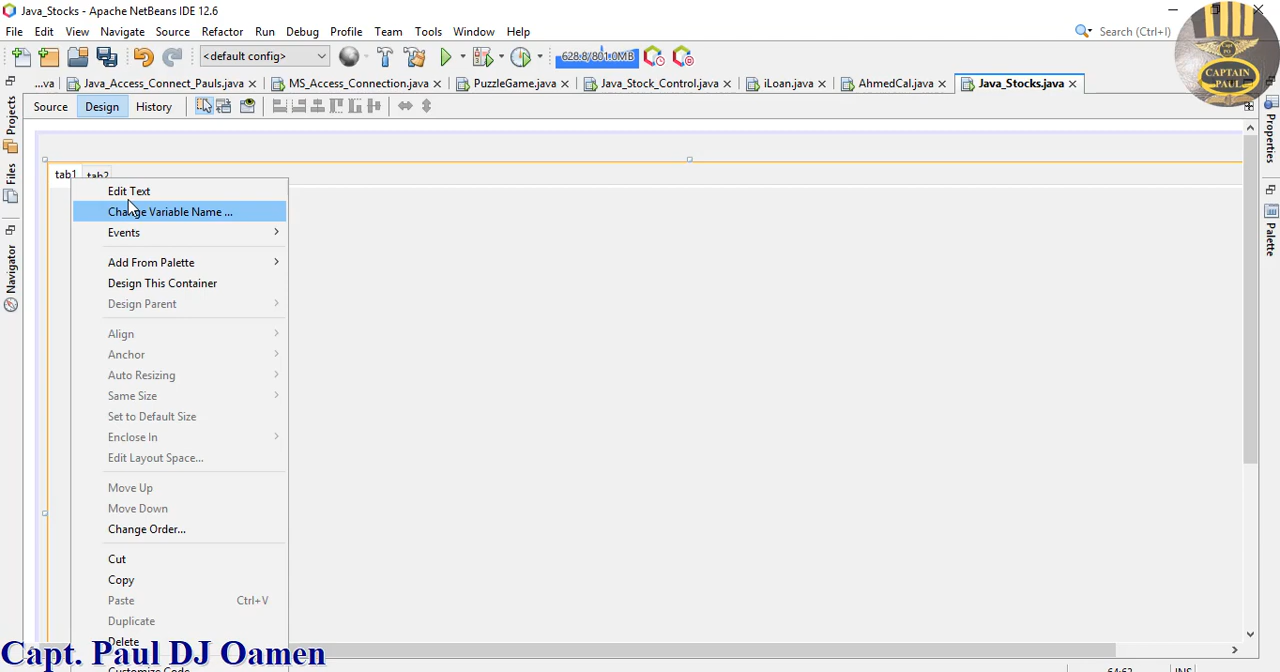 Java_Stocks - Apache NetBeans IDE 12.6
File Edit View Navigate Source Refactor Run Debug Profile Team Tools Window Help
Search (Ctrl+I)
<default config>
628.8/801.0MB
...va Java_Access_Connect_Pauls.java MS_Access_Connection.java PuzzleGame.java Java_Stock_Control.java iLoan.java AhmedCal.java Java_Stocks.java
Source Design History
CAPTAIN
PAUL
Projects
Files
Navigator
Properties
Palette
tab1 tab2
Edit Text
Change Variable Name ...
Events
Add From Palette
Design This Container
Design Parent
Align
Anchor
Auto Resizing
Same Size
Set to Default Size
Enclose In
Edit Layout Space...
Move Up
Move Down
Change Order...
Cut
Copy
Paste Ctrl+V
Duplicate
Delete
Customize Code...
Capt. Paul DJ Oamen
64:62 INS